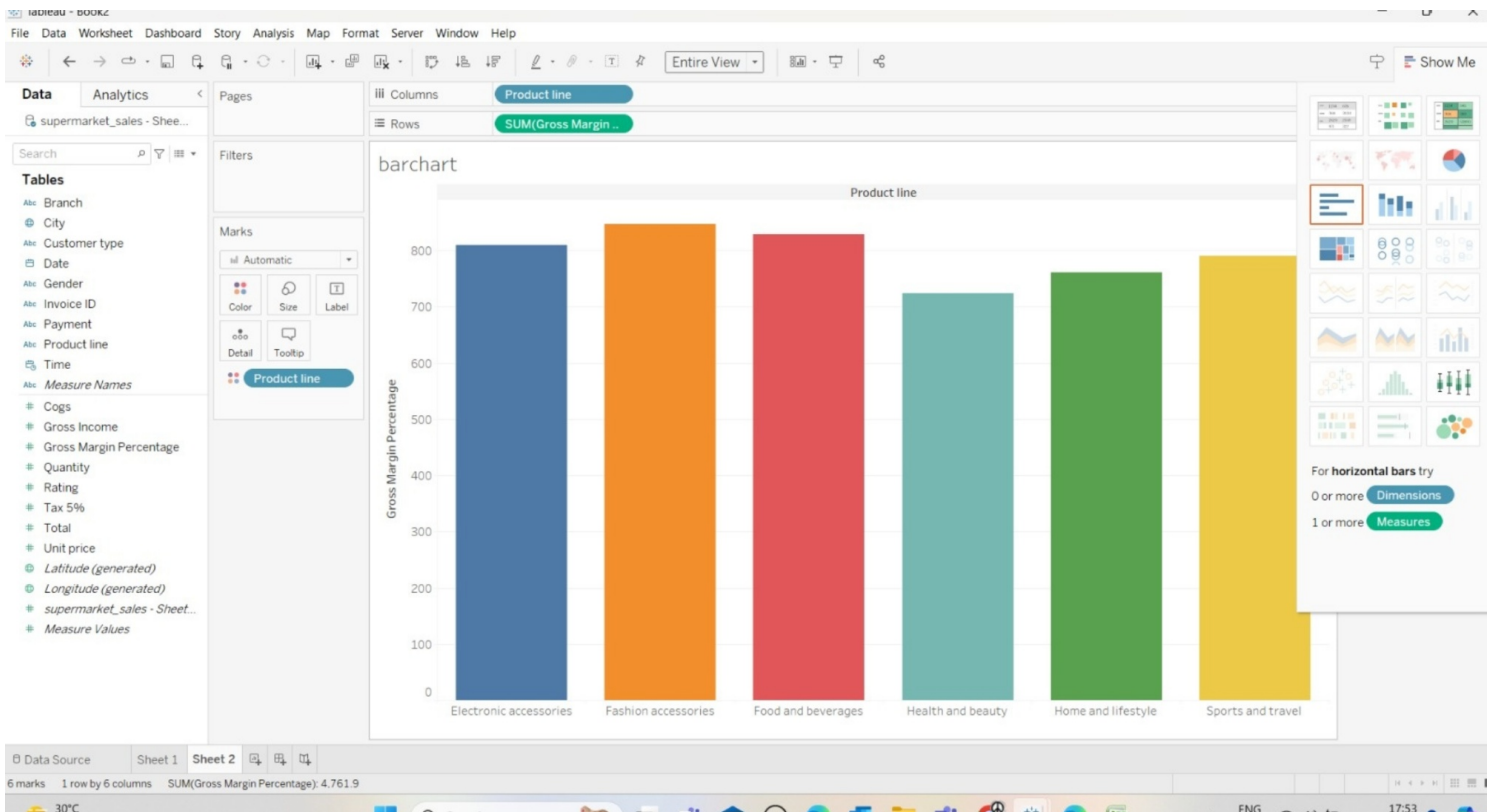 Tableau - Book2
File Data Worksheet Dashboard Story Analysis Map Format Server Window Help
Entire View
Show Me
Data Analytics
supermarket_sales - Shee...
Search
Tables
Branch
City
Customer type
Date
Gender
Invoice ID
Payment
Product line
Time
Measure Names
Cogs
Gross Income
Gross Margin Percentage
Quantity
Rating
Tax 5%
Total
Unit price
Latitude (generated)
Longitude (generated)
supermarket_sales - Sheet...
Measure Values
Pages
Filters
Marks
Automatic
Color Size Label
Detail Tooltip
Product line
Columns Product line
Rows SUM(Gross Margin ..
barchart
Product line
Gross Margin Percentage
800
700
600
500
400
300
200
100
0
Electronic accessories Fashion accessories Food and beverages Health and beauty Home and lifestyle Sports and travel
For horizontal bars try
0 or more Dimensions
1 or more Measures
Data Source Sheet 1 Sheet 2
6 marks 1 row by 6 columns SUM(Gross Margin Percentage): 4,761.9
30°C
ENG
17:53